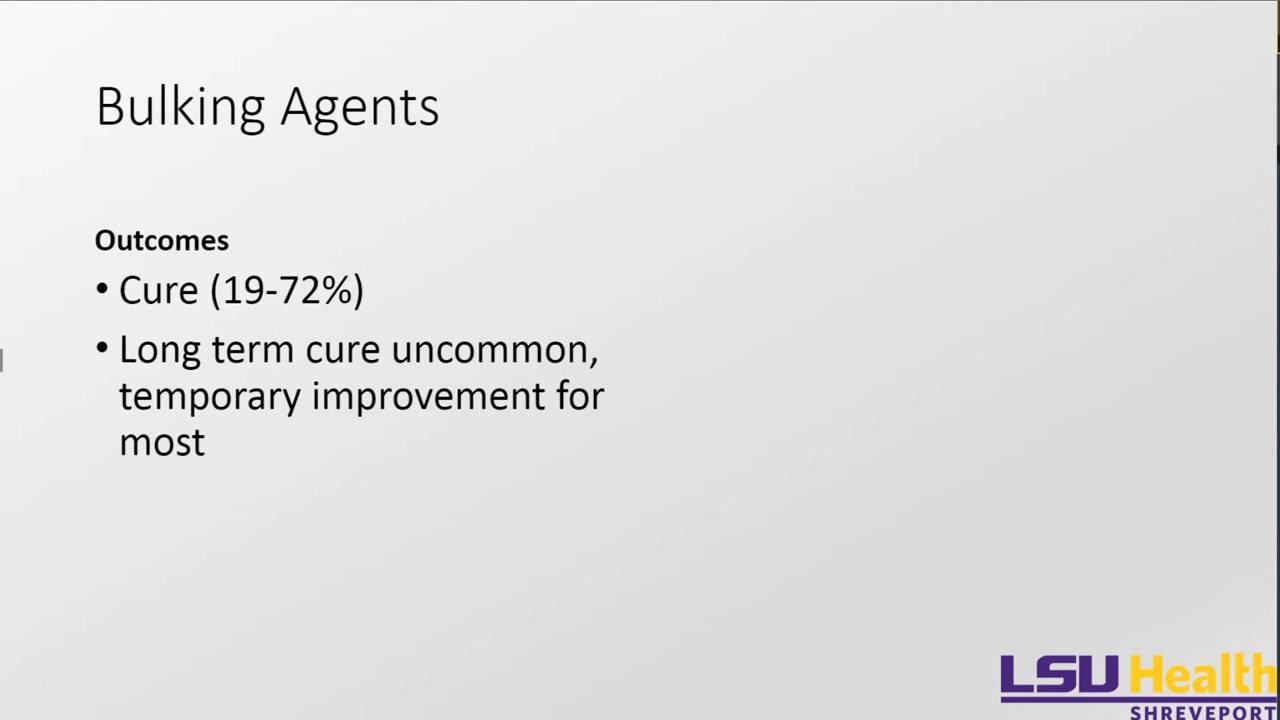 Bulking Agents
Outcomes
• Cure (19-72%)
• Long term cure uncommon,
temporary improvement for
most
LSU Health
SHREVEPORT